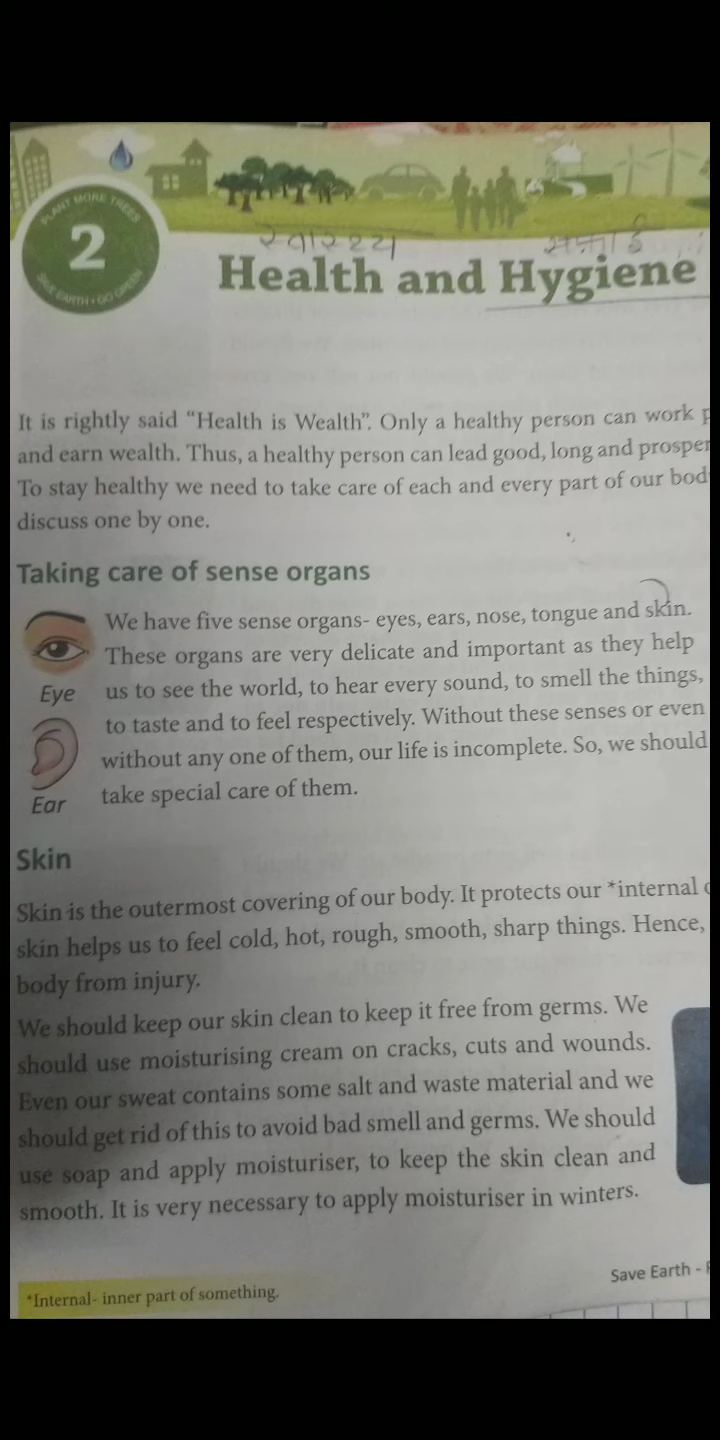 PLANT MORE TREES
2
SAVE EARTH • GO GREEN
स्वास्थ्य सफाई
Health and Hygiene
It is rightly said “Health is Wealth”. Only a healthy person can work
and earn wealth. Thus, a healthy person can lead good, long and
To stay healthy we need to take care of each and every part of our
discuss one by one.
Taking care of sense organs
We have five sense organs- eyes, ears, nose, tongue and skin.
These organs are very delicate and important as they help
Eye
us to see the world, to hear every sound, to smell the things,
to taste and to feel respectively. Without these senses or even
without any one of them, our life is incomplete. So, we should
Ear
take special care of them.
Skin
Skin is the outermost covering of our body. It protects our *internal
skin helps us to feel cold, hot, rough, smooth, sharp things. Hence,
body from injury.
We should keep our skin clean to keep it free from germs. We
should use moisturising cream on cracks, cuts and wounds.
Even our sweat contains some salt and waste material and we
should get rid of this to avoid bad smell and germs. We should
use soap and apply moisturiser, to keep the skin clean and
smooth. It is very necessary to apply moisturiser in winters.
Save Earth -
*Internal- inner part of something.